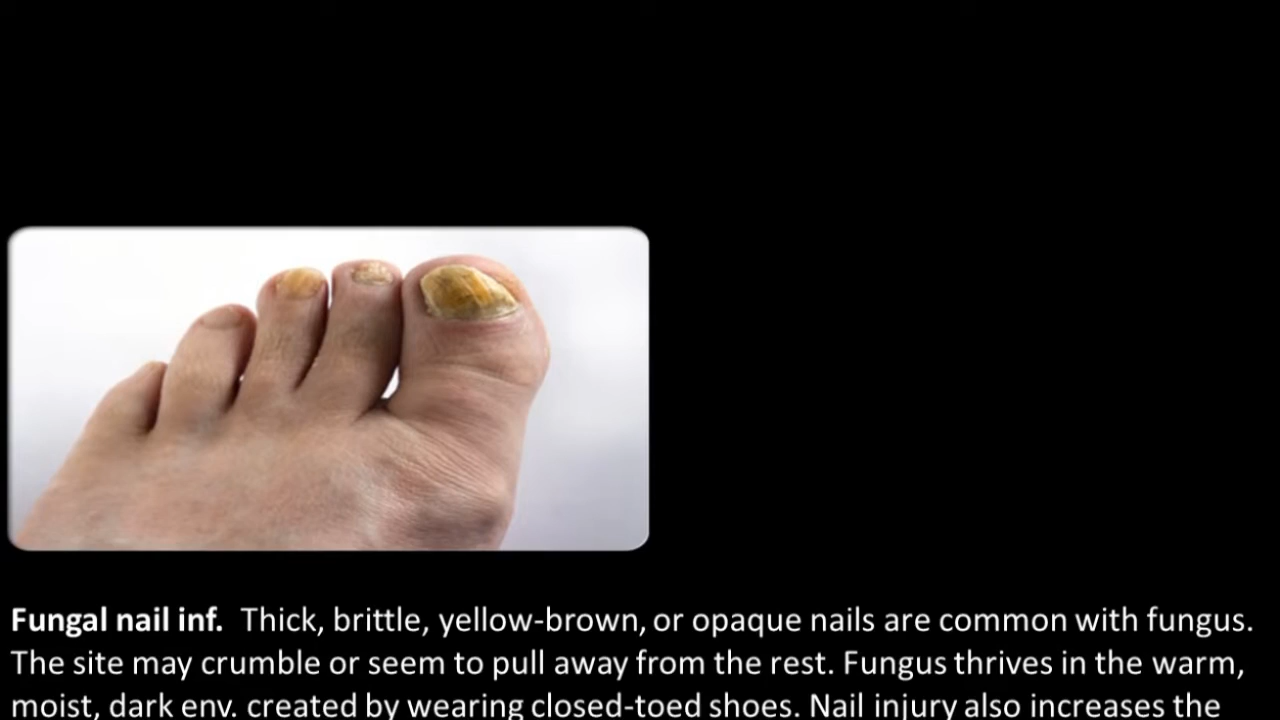 Fungal nail inf. Thick, brittle, yellow-brown, or opaque nails are common with fungus.
The site may crumble or seem to pull away from the rest. Fungus thrives in the warm,
moist, dark env. created by wearing closed-toed shoes. Nail injury also increases the